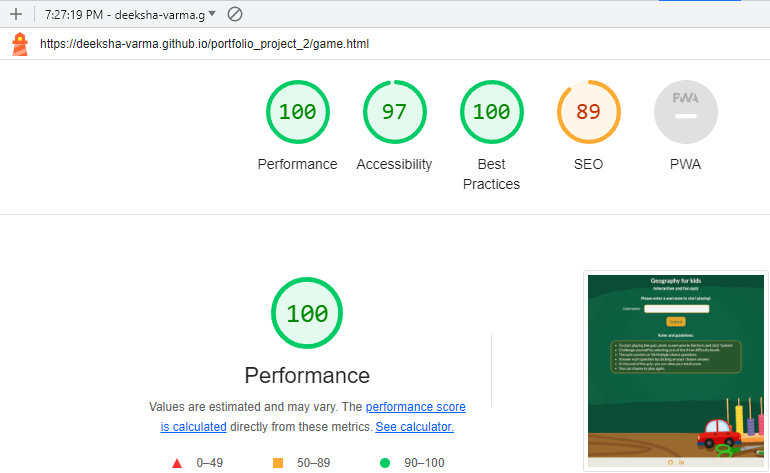 7:27:19 PM - deeksha-varma.g
https://deeksha-varma.github.io/portfolio_project_2/game.html
100
97
100
89
PWA
Performance
Accessibility
Best
Practices
SEO
PWA
100
Performance
Values are estimated and may vary. The performance score
is calculated directly from these metrics. See calculator.
0–49
50–89
90–100
Geography for kids
Interactive and fun quiz
Please enter a username to start playing!
Username:
Rules and guidelines: